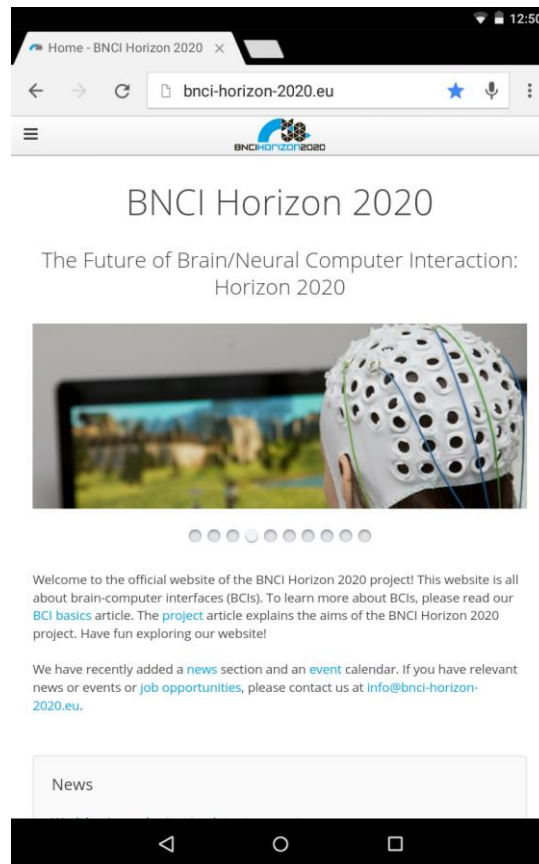 12:50
Home - BNCI Horizon 2020
bnci-horizon-2020.eu
BNCIHORIZON2020
BNCI Horizon 2020
The Future of Brain/Neural Computer Interaction:
Horizon 2020
Welcome to the official website of the BNCI Horizon 2020 project! This website is all
about brain-computer interfaces (BCIs). To learn more about BCIs, please read our
BCI basics article. The project article explains the aims of the BNCI Horizon 2020
project. Have fun exploring our website!
We have recently added a news section and an event calendar. If you have relevant
news or events or job opportunities, please contact us at info@bnci-horizon-
2020.eu.
News